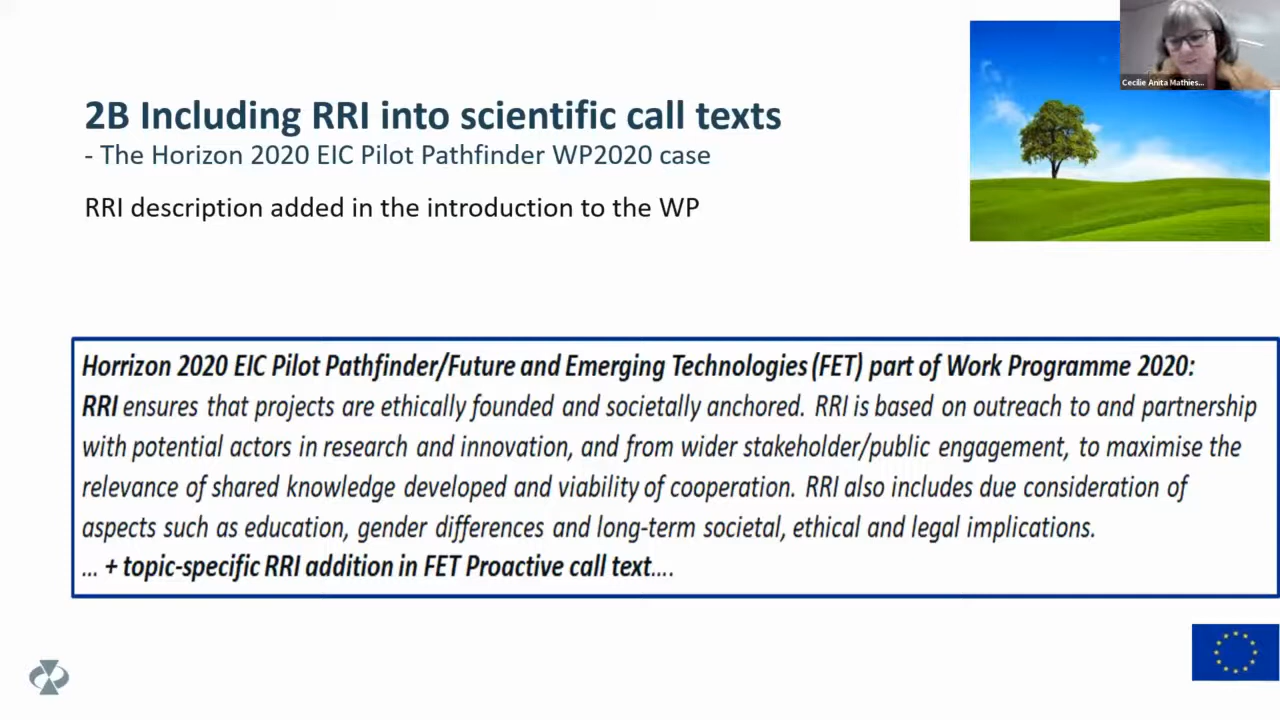 Cecilie Anita Mathies...
2B Including RRI into scientific call texts
- The Horizon 2020 EIC Pilot Pathfinder WP2020 case
RRI description added in the introduction to the WP
Horrizon 2020 EIC Pilot Pathfinder/Future and Emerging Technologies (FET) part of Work Programme 2020:
RRI ensures that projects are ethically founded and societally anchored. RRI is based on outreach to and partnership
with potential actors in research and innovation, and from wider stakeholder/public engagement, to maximise the
relevance of shared knowledge developed and viability of cooperation. RRI also includes due consideration of
aspects such as education, gender differences and long-term societal, ethical and legal implications.
... + topic-specific RRI addition in FET Proactive call text....